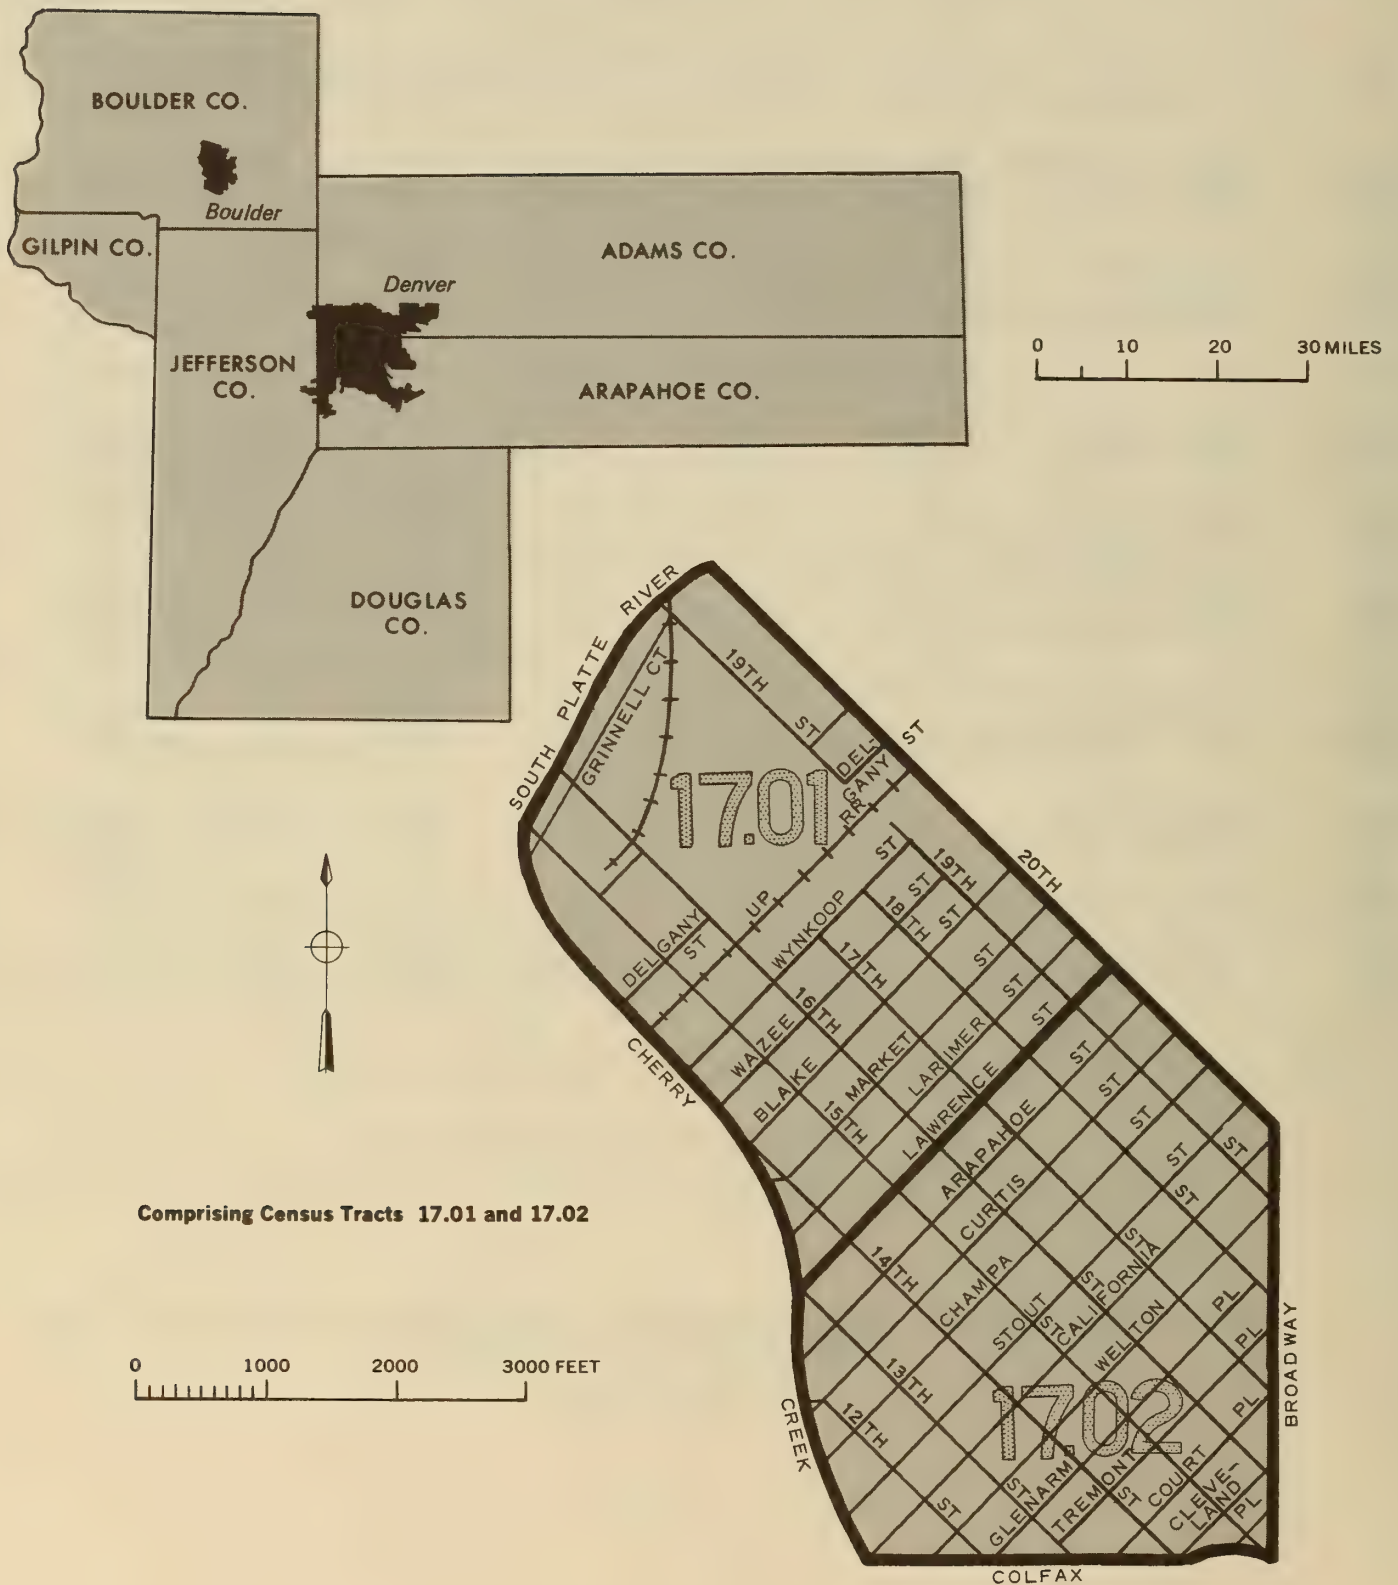 BOULDER CO.
Boulder
GILPIN CO.
ADAMS CO.
Denver
JEFFERSON
CO.
ARAPAHOE CO.
0 10 20 30 MILES
DOUGLAS
CO.
SOUTH PLATTE RIVER
GRINNELL CT
19TH ST
DEL-
GANY ST
17.01
UP RR
20TH ST
19TH ST
18TH ST
17TH ST
16TH ST
15TH ST
DELGANY
ST
WYNKOOP ST
WAZEE ST
BLAKE ST
MARKET ST
LARIMER ST
LAWRENCE ST
CHERRY CREEK
Comprising Census Tracts 17.01 and 17.02
0 1000 2000 3000 FEET
ARAPAHOE ST
CURTIS ST
CHAMPA ST
STOUT ST
CALIFORNIA ST
WELTON ST
14TH ST
13TH ST
12TH ST
17.02
GLENARM PL
TREMONT PL
COURT PL
CLEVE-
LAND PL
BROADWAY
COLFAX